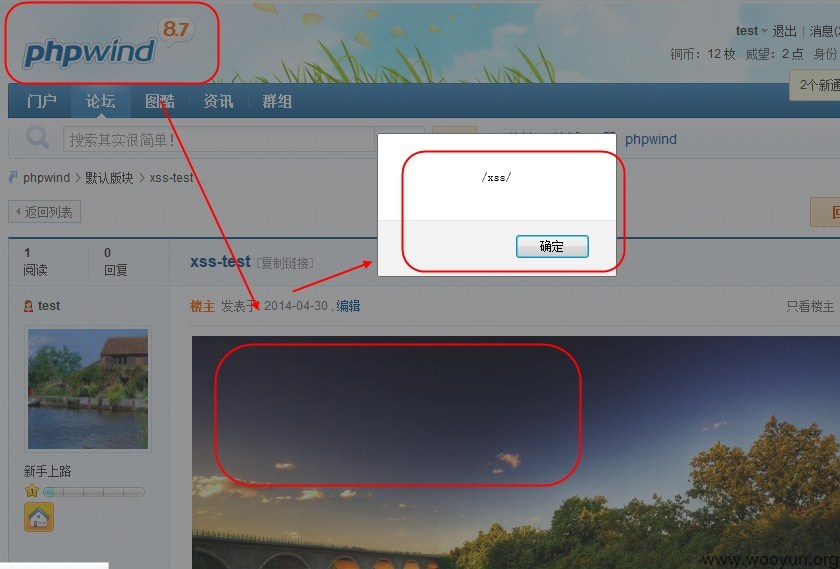 phpwind 8.7
test 退出 | 消息(
铜币：12 枚 威望：2 点 身份
2个新通
门户 论坛 图酷 资讯 群组
搜索其实很简单！
phpwind
phpwind > 默认版块 > xss-test
返回列表
/xss/
确定
1 阅读
0 回复
xss-test [复制链接]
test
楼主 发表于 2014-04-30 , 编辑
只看楼主
新手上路
1
www.wooyun.org